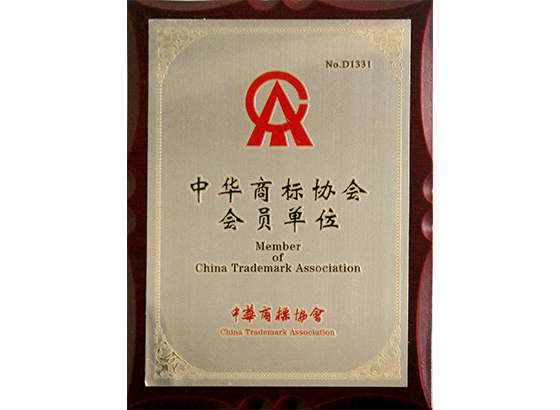 No.D1331
中华商标协会
会员单位
Member
of
China Trademark Association
中華商标協會
China Trademark Association